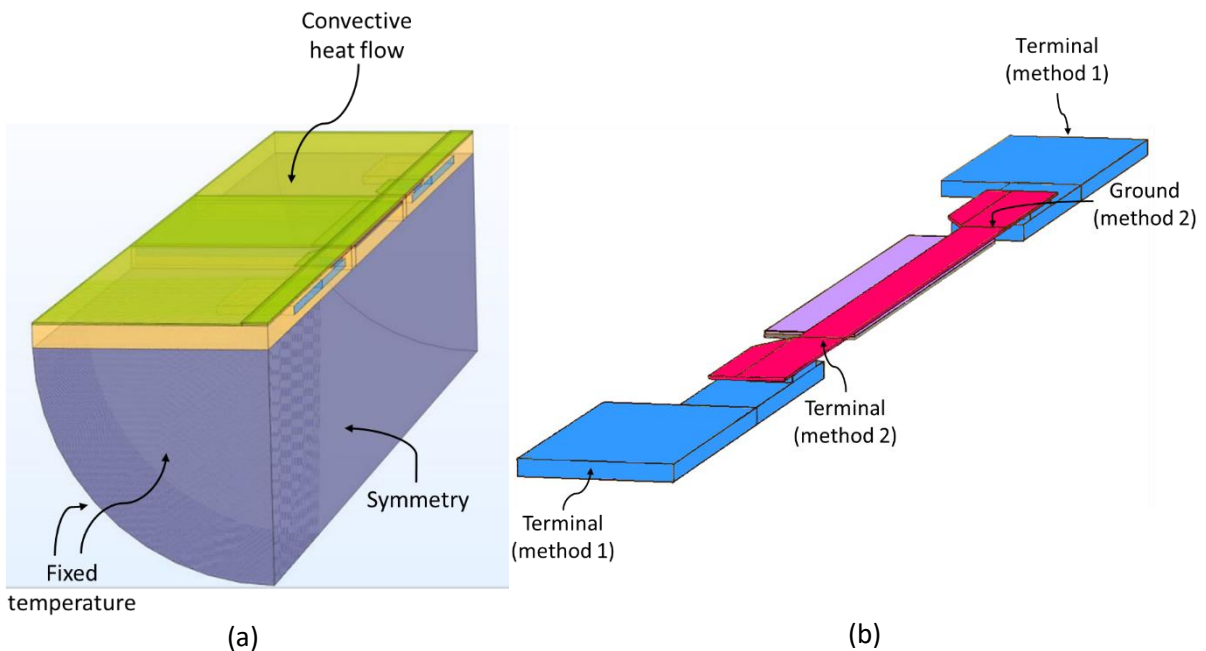 Convective
heat flow
Symmetry
Fixed
temperature
(a)
Terminal
(method 1)
Ground
(method 2)
Terminal
(method 2)
Terminal
(method 1)
(b)